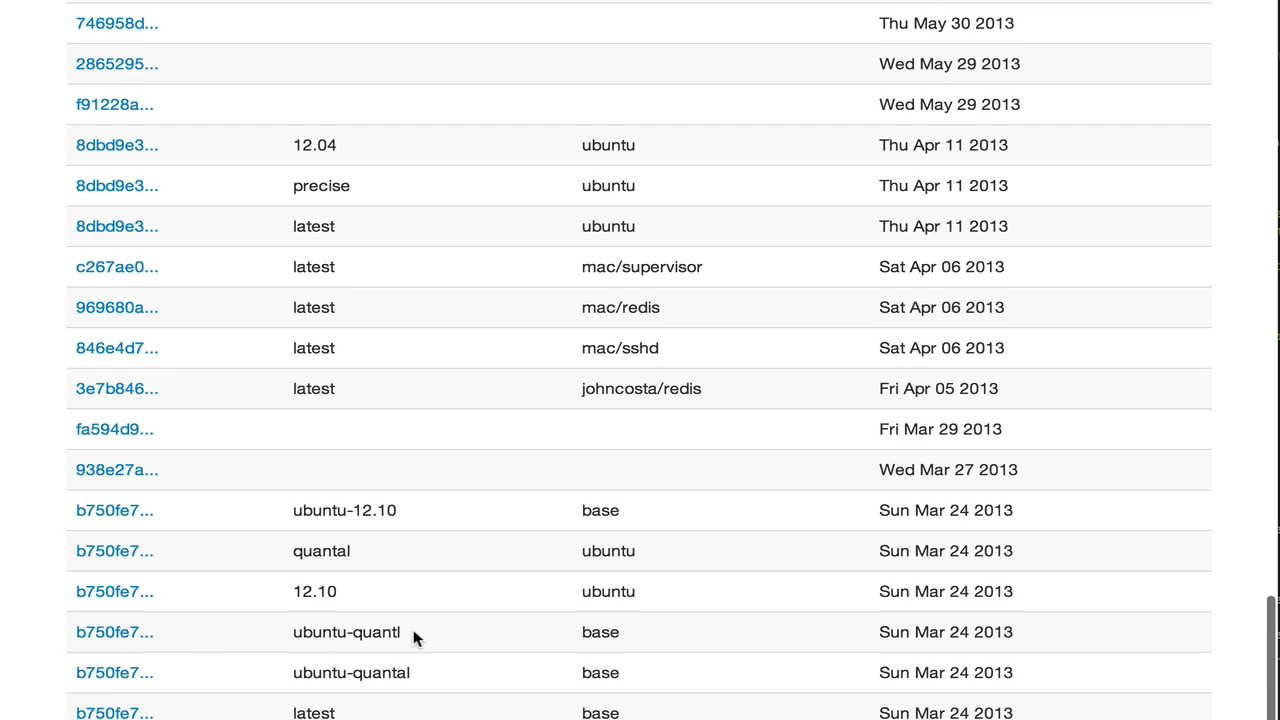 746958d... Thu May 30 2013
2865295... Wed May 29 2013
f91228a... Wed May 29 2013
8dbd9e3... 12.04 ubuntu Thu Apr 11 2013
8dbd9e3... precise ubuntu Thu Apr 11 2013
8dbd9e3... latest ubuntu Thu Apr 11 2013
c267ae0... latest mac/supervisor Sat Apr 06 2013
969680a... latest mac/redis Sat Apr 06 2013
846e4d7... latest mac/sshd Sat Apr 06 2013
3e7b846... latest johncosta/redis Fri Apr 05 2013
fa594d9... Fri Mar 29 2013
938e27a... Wed Mar 27 2013
b750fe7... ubuntu-12.10 base Sun Mar 24 2013
b750fe7... quantal ubuntu Sun Mar 24 2013
b750fe7... 12.10 ubuntu Sun Mar 24 2013
b750fe7... ubuntu-quantl base Sun Mar 24 2013
b750fe7... ubuntu-quantal base Sun Mar 24 2013
b750fe7... latest base Sun Mar 24 2013